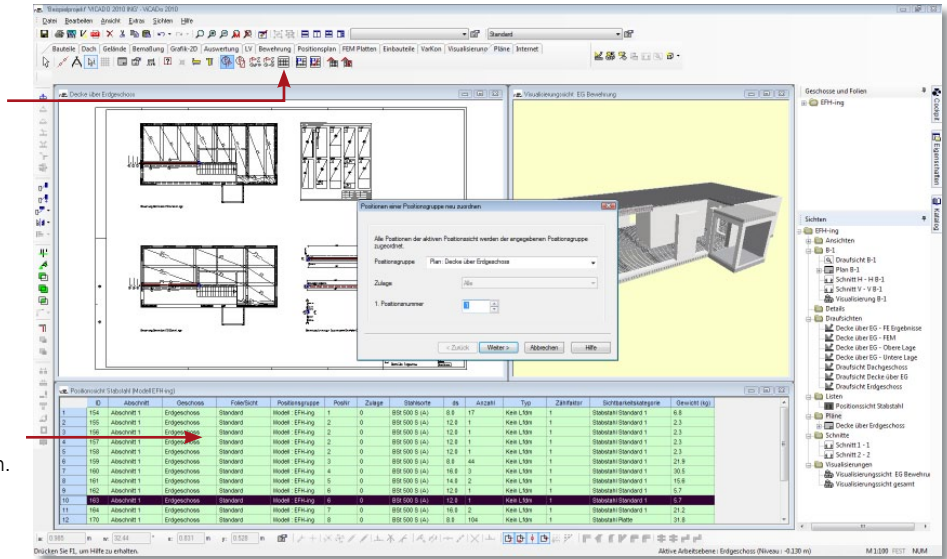 'Beispielprojekt 'VICADO 2010 ING' - VICADo 2010
Datei Bearbeiten Ansicht Extras Sichten Hilfe
Standard
Bauteile Dach Gelände Bemaßung Grafik-2D Auswertung LV Bewehrung Positionsplan FEM Platten Einbauteile VarKon Visualisierung Pläne Internet
Decke über Erdgeschoss
Visualisierungssicht: EG Bewehrung
Positionen einer Positionsgruppe neu zuordnen
Alle Positionen der aktiven Positionssicht werden der angegebenen Positionsgruppe
zugeordnet.
Positionsgruppe Plan : Decke über Erdgeschoss
Zulage Alle
1. Positionsnummer 1
< Zurück Weiter > Abbrechen Hilfe
Geschosse und Folien
EFH-ing
Cockpit
Eigenschaften
Katalog
Sichten
EFH-ing
Ansichten
B-1
Draufsicht B-1
Plan B-1
Schnitt H - H B-1
Schnitt V - V B-1
Visualisierung B-1
Details
Draufsichten
Decke über EG - FE Ergebnisse
Decke über EG - FEM
Decke über EG - Obere Lage
Decke über EG - Untere Lage
Draufsicht Dachgeschoss
Draufsicht Decke über EG
Draufsicht Erdgeschoss
Listen
Positionssicht Stabstahl
Pläne
Decke über Erdgeschoss
Schnitte
Schnitt 1 - 1
Schnitt 2 - 2
Visualisierungen
Visualisierungssicht: EG Bewehrun
Visualisierungssicht gesamt
Positionssicht Stabstahl (Modell EFH-ing)
ID Abschnitt Geschoss Folie/Sicht Positionsgruppe PosNr Zulage Stahlsorte ds Anzahl Typ Zählfaktor Sichtbarkeitskategorie Gewicht (kg)
1 154 Abschnitt 1 Erdgeschoss Standard Modell : EFH-ing 1 0 BSt 500 S (A) 8.0 17 Kein Lfdm 1 Stabstahl Standard 1 6.8
2 155 Abschnitt 1 Erdgeschoss Standard Modell : EFH-ing 2 0 BSt 500 S (A) 12.0 1 Kein Lfdm 1 Stabstahl Standard 1 2.3
3 156 Abschnitt 1 Erdgeschoss Standard Modell : EFH-ing 2 0 BSt 500 S (A) 12.0 1 Kein Lfdm 1 Stabstahl Standard 1 2.3
4 157 Abschnitt 1 Erdgeschoss Standard Modell : EFH-ing 2 0 BSt 500 S (A) 12.0 1 Kein Lfdm 1 Stabstahl Standard 1 2.3
5 158 Abschnitt 1 Erdgeschoss Standard Modell : EFH-ing 2 0 BSt 500 S (A) 12.0 1 Kein Lfdm 1 Stabstahl Standard 1 2.3
6 159 Abschnitt 1 Erdgeschoss Standard Modell : EFH-ing 3 0 BSt 500 S (A) 8.0 44 Kein Lfdm 1 Stabstahl Standard 1 21.9
7 160 Abschnitt 1 Erdgeschoss Standard Modell : EFH-ing 4 0 BSt 500 S (A) 16.0 3 Kein Lfdm 1 Stabstahl Standard 1 30.5
8 161 Abschnitt 1 Erdgeschoss Standard Modell : EFH-ing 5 0 BSt 500 S (A) 14.0 2 Kein Lfdm 1 Stabstahl Standard 1 15.6
9 162 Abschnitt 1 Erdgeschoss Standard Modell : EFH-ing 6 0 BSt 500 S (A) 12.0 1 Kein Lfdm 1 Stabstahl Standard 1 5.7
10 163 Abschnitt 1 Erdgeschoss Standard Modell : EFH-ing 6 0 BSt 500 S (A) 12.0 1 Kein Lfdm 1 Stabstahl Standard 1 5.7
11 164 Abschnitt 1 Erdgeschoss Standard Modell : EFH-ing 7 0 BSt 500 S (A) 16.0 2 Kein Lfdm 1 Stabstahl Standard 1 21.2
12 170 Abschnitt 1 Erdgeschoss Standard Modell : EFH-ing 8 0 BSt 500 S (A) 8.0 104 Kein Lfdm 1 Stabstahl Platte 31.8
n.
m 32.44 ° 0.831 m 0.528 m
Drücken Sie F1, um Hilfe zu erhalten.
Aktive Arbeitsebene : Erdgeschoss (Niveau : -0.130 m) M 1:100 FEST NUM